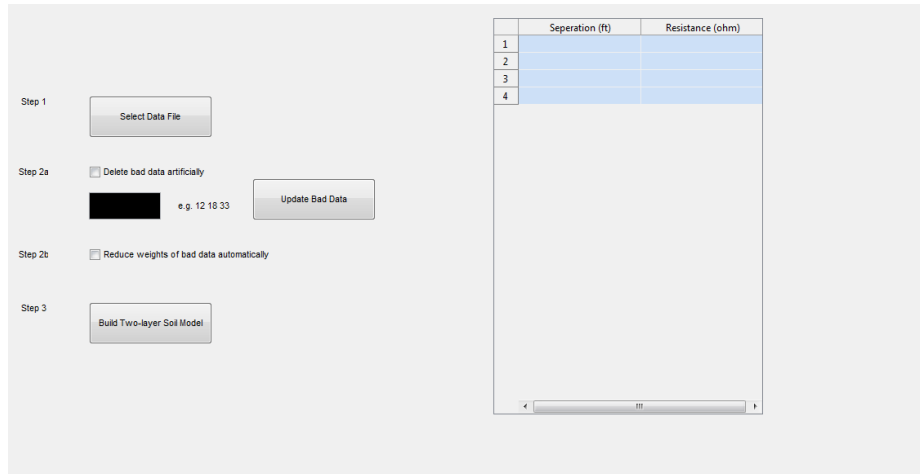 Seperation (ft) Resistance (ohm)
1
2
3
4
Step 1 Select Data File
Step 2a Delete bad data artificially
e.g. 12 18 33 Update Bad Data
Step 2b Reduce weights of bad data automatically
Step 3 Build Two-layer Soil Model